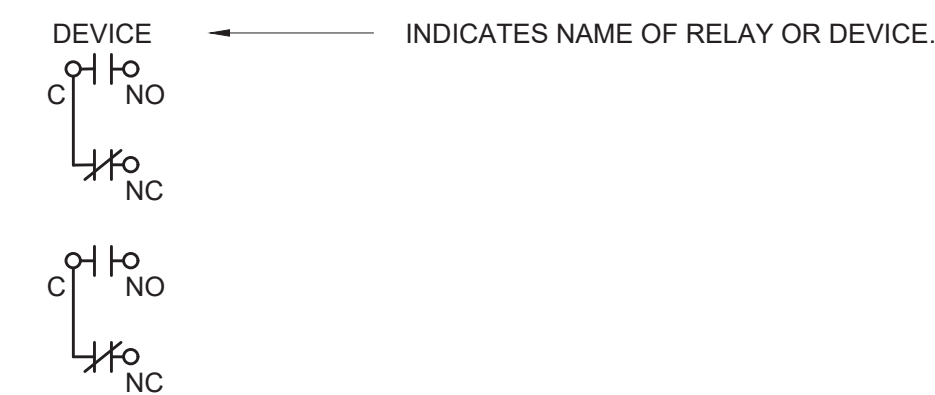 DEVICE INDICATES NAME OF RELAY OR DEVICE.
C NO
NC
C NO
NC